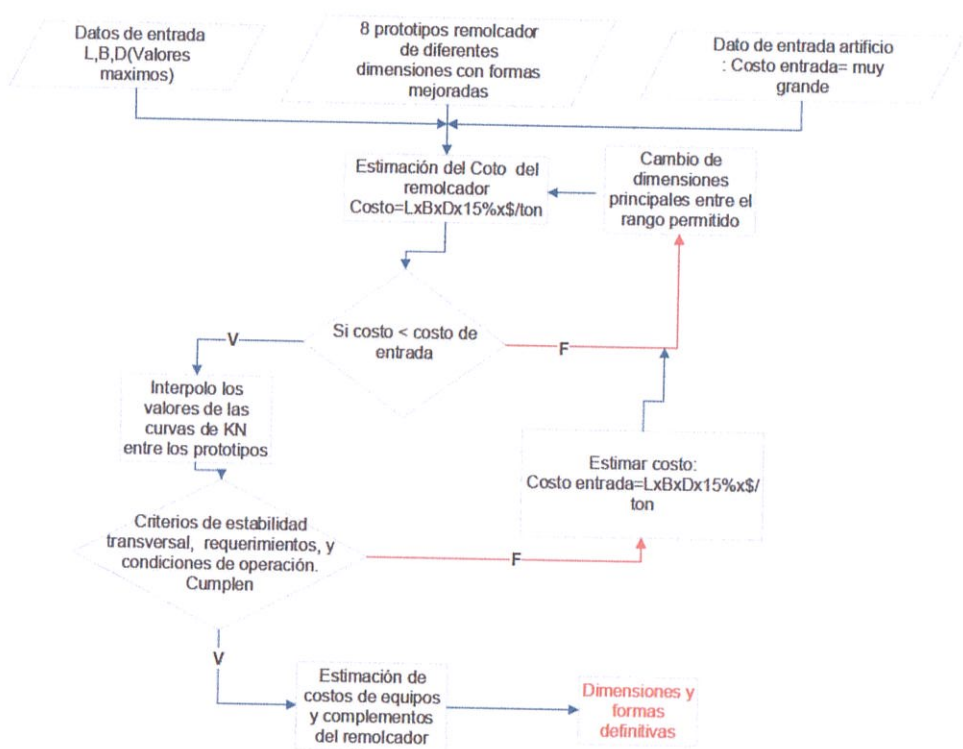 Datos de entrada
L,B,D(Valores
maximos)
8 prototipos remolcador
de diferentes
dimensiones con formas
mejoradas
Dato de entrada artificio
: Costo entrada= muy
grande
Estimación del Coto del
remolcador
Costo=LxBxDx15%x$/ton
Cambio de
dimensiones
principales entre el
rango permitido
Si costo < costo de
entrada
V
F
Interpolo los
valores de las
curvas de KN
entre los prototipos
Estimar costo:
Costo entrada=LxBxDx15%x$/
ton
Criterios de estabilidad
transversal, requerimientos, y
condiciones de operación.
Cumplen
F
V
Estimación de
costos de equipos
y complementos
del remolcador
Dimensiones y
formas
definitivas